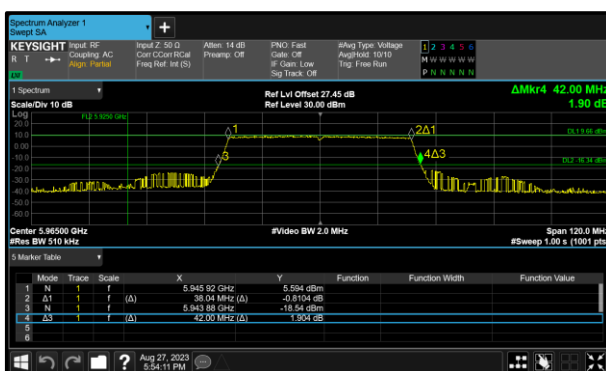 Spectrum Analyzer 1
Swept SA
KEYSIGHT Input: RF Input Z: 50 Ω Atten: 14 dB PNO: Fast #Avg Type: Voltage 1 2 3 4 5 6
R T Coupling: AC Corr CCorr RCal Preamp: Off Gate: Off Avg|Hold: 10/10 M W W W W W
Align: Partial Freq Ref: Int (S) IF Gain: Low Trig: Free Run P N N N N N
Sig Track: Off
1 Spectrum Ref Lvl Offset 27.45 dB ΔMkr4 42.00 MHz
Scale/Div 10 dB Ref Level 30.00 dBm 1.90 dB
Log
20.0 FL2 5.9250 GHz
10.0 1 2Δ1 DL1 9.66 dBm
0.00
-10.0 3 4Δ3 DL2 -16.34 dBm
-20.0
-30.0
-40.0
-50.0
-60.0
Center 5.96500 GHz #Video BW 2.0 MHz Span 120.0 MHz
#Res BW 510 kHz #Sweep 1.00 s (1001 pts)
5 Marker Table
Mode Trace Scale X Y Function Function Width Function Value
1 N 1 f 5.945 92 GHz 5.594 dBm
2 Δ1 1 f (Δ) 38.04 MHz (Δ) -0.8104 dB
3 N 1 f 5.943 88 GHz -18.54 dBm
4 Δ3 1 f (Δ) 42.00 MHz (Δ) 1.904 dB
5
6
? Aug 27, 2023
5:54:11 PM